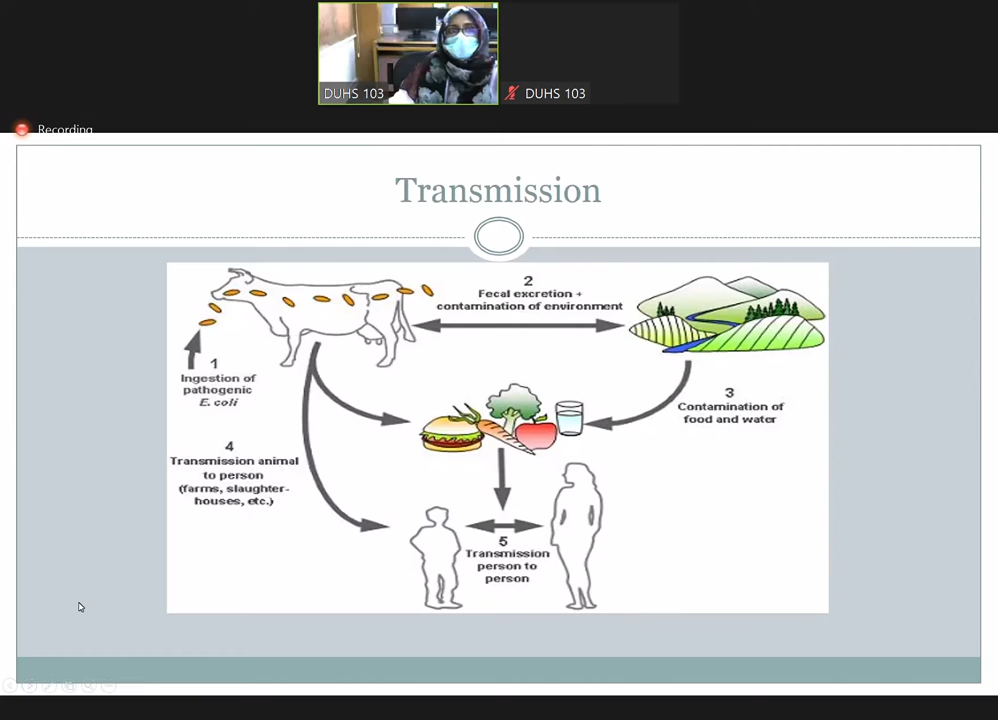 DUHS 103
DUHS 103
Recording
Transmission
2
Fecal excretion +
contamination of environment
1
Ingestion of
pathogenic
E. coli
3
Contamination of
food and water
4
Transmission animal
to person
(farms, slaughter-
houses, etc.)
5
Transmission
person to
person